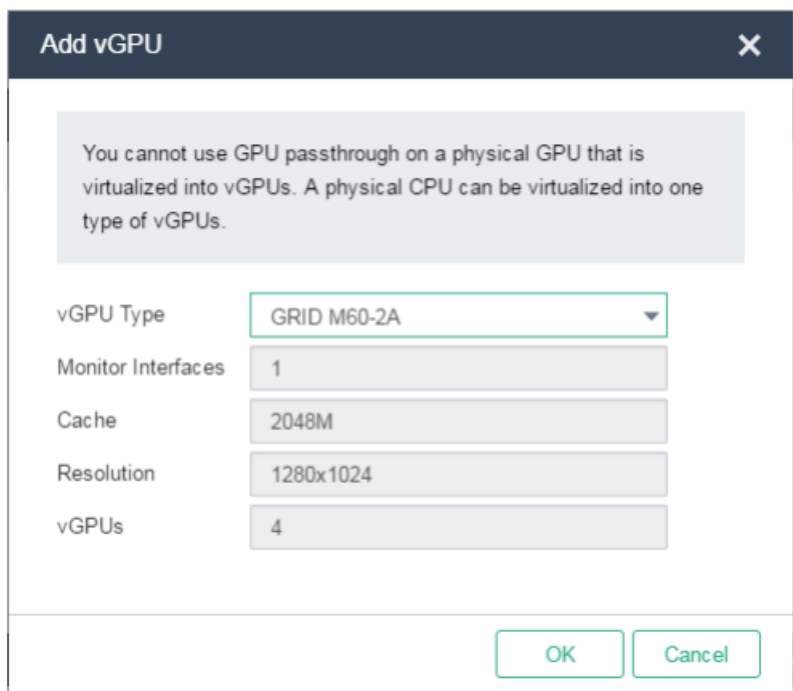 Add vGPU
You cannot use GPU passthrough on a physical GPU that is
virtualized into vGPUs. A physical CPU can be virtualized into one
type of vGPUs.
vGPU Type GRID M60-2A
Monitor Interfaces 1
Cache 2048M
Resolution 1280x1024
vGPUs 4
OK Cancel